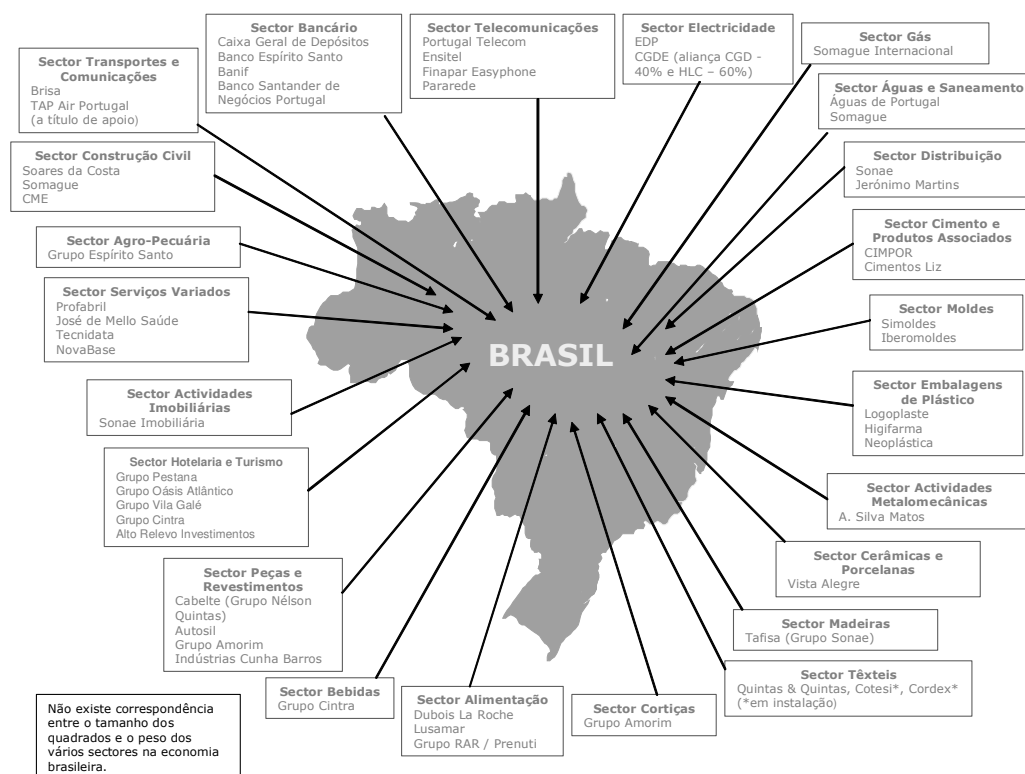 Sector Bancário
Caixa Geral de Depósitos
Banco Espírito Santo
Banif
Banco Santander de
Negócios Portugal
Sector Telecomunicações
Portugal Telecom
Ensitel
Finapar Easyphone
Pararede
Sector Electricidade
EDP
CGDE (aliança CGD -
40% e HLC – 60%)
Sector Gás
Somague Internacional
Sector Transportes e
Comunicações
Brisa
TAP Air Portugal
(a título de apoio)
Sector Águas e Saneamento
Águas de Portugal
Somague
Sector Construção Civil
Soares da Costa
Somague
CME
Sector Distribuição
Sonae
Jerónimo Martins
Sector Agro-Pecuária
Grupo Espírito Santo
Sector Cimento e
Produtos Associados
CIMPOR
Cimentos Liz
Sector Serviços Variados
Profabril
José de Mello Saúde
Tecnidata
NovaBase
Sector Moldes
Simoldes
Iberomoldes
BRASIL
Sector Actividades
Imobiliárias
Sonae Imobiliária
Sector Embalagens
de Plástico
Logoplaste
Higifarma
Neoplástica
Sector Hotelaria e Turismo
Grupo Pestana
Grupo Oásis Atlântico
Grupo Vila Galé
Grupo Cintra
Alto Relevo Investimentos
Sector Actividades
Metalomecânicas
A. Silva Matos
Sector Cerâmicas e
Porcelanas
Vista Alegre
Sector Peças e
Revestimentos
Cabelte (Grupo Nélson
Quintas)
Autosil
Grupo Amorim
Indústrias Cunha Barros
Sector Madeiras
Tafisa (Grupo Sonae)
Sector Têxteis
Quintas & Quintas, Cotesi*, Cordex*
(*em instalação)
Sector Bebidas
Grupo Cintra
Sector Alimentação
Dubois La Roche
Lusamar
Grupo RAR / Prenuti
Sector Cortiças
Grupo Amorim
Não existe correspondência
entre o tamanho dos
quadrados e o peso dos
vários sectores na economia
brasileira.